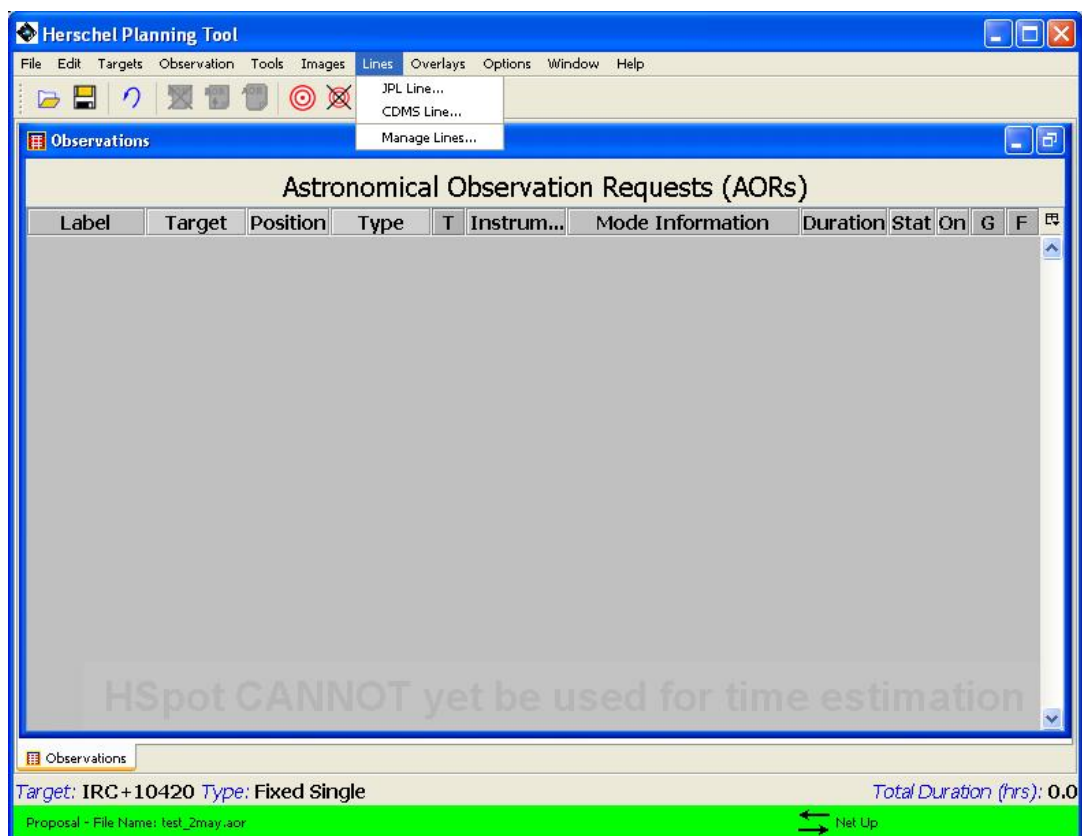 Herschel Planning Tool
File Edit Targets Observation Tools Images Lines Overlays Options Window Help
JPL Line...
CDMS Line...
Manage Lines...
Observations
Astronomical Observation Requests (AORs)
Label Target Position Type T Instrum... Mode Information Duration Stat On G F
HSpot CANNOT yet be used for time estimation
Observations
Target: IRC+10420 Type: Fixed Single Total Duration (hrs): 0.0
Proposal - File Name: test_2may.aor Net Up